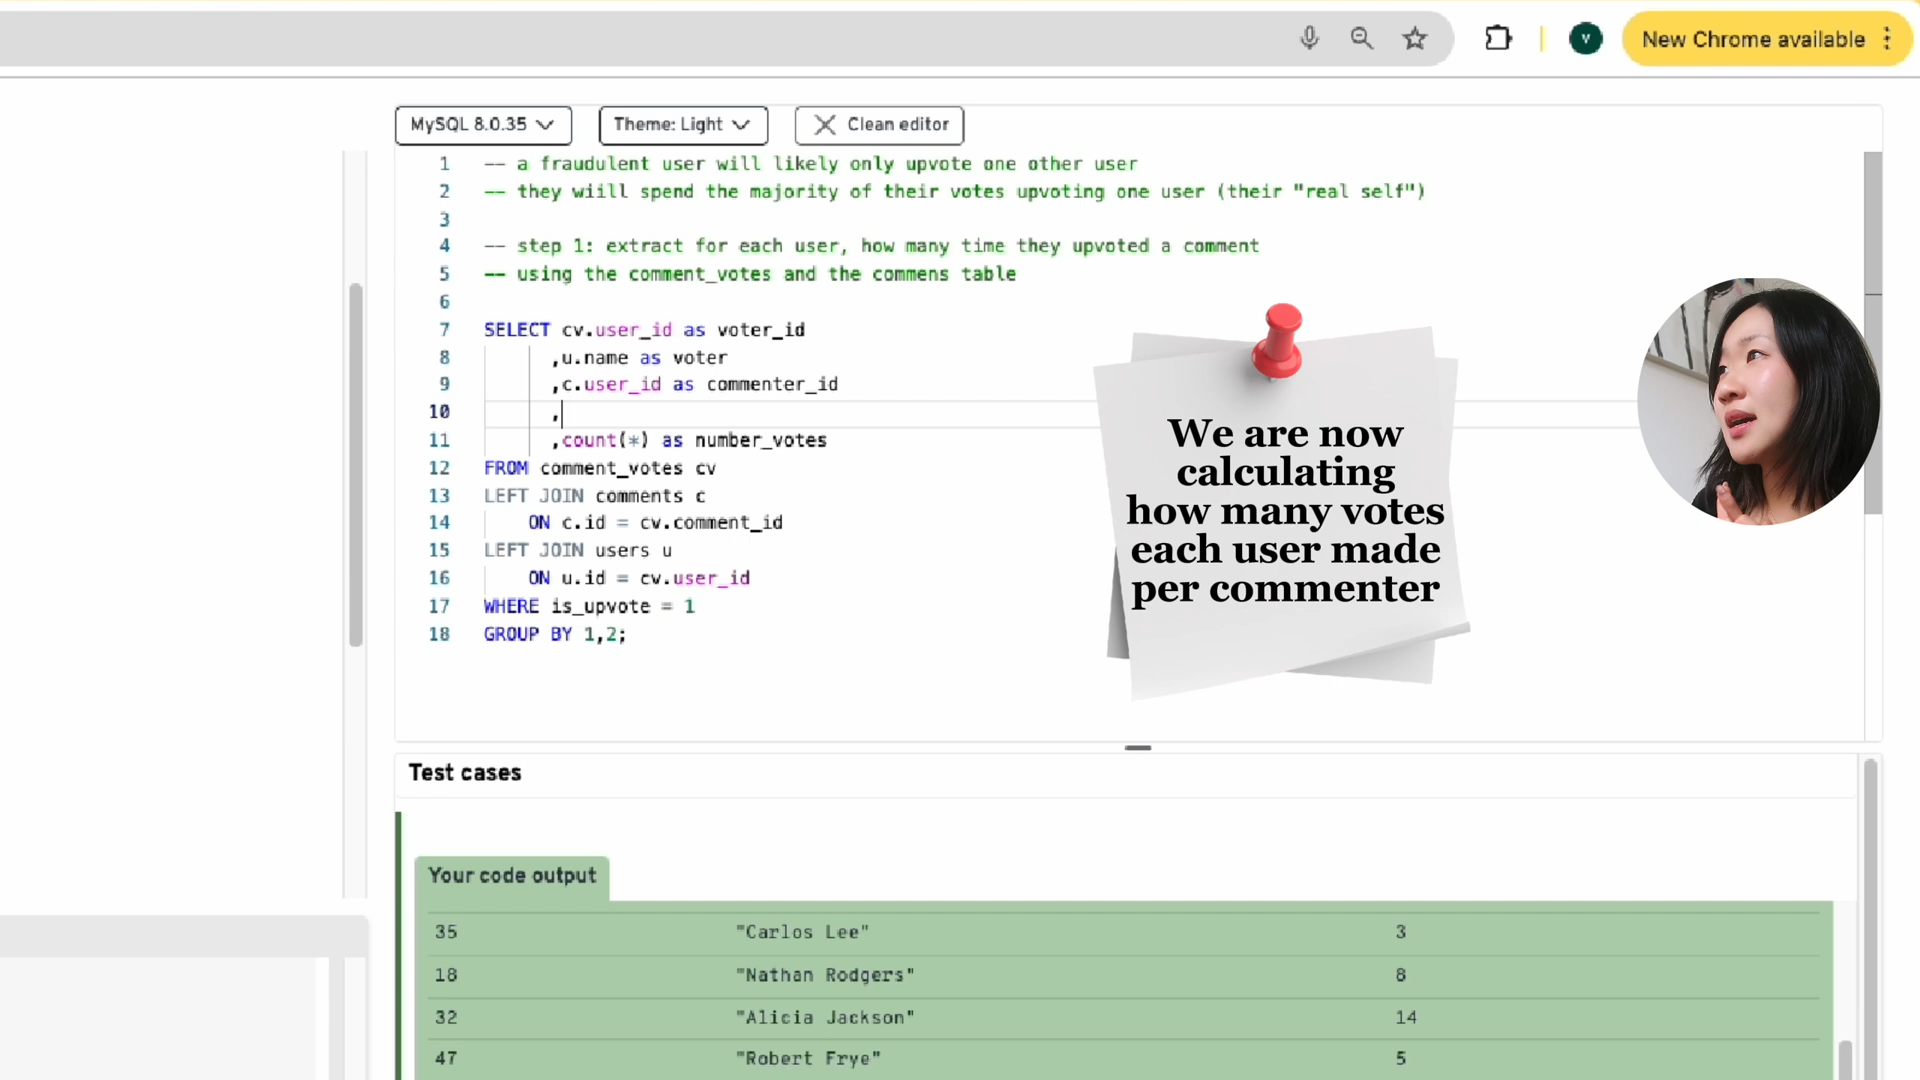 V
New Chrome available
MySQL 8.0.35
Theme: Light
Clean editor
1 -- a fraudulent user will likely only upvote one other user
2 -- they wiill spend the majority of their votes upvoting one user (their "real self")
3
4 -- step 1: extract for each user, how many time they upvoted a comment
5 -- using the comment_votes and the commens table
6
7 SELECT cv.user_id as voter_id
8 ,u.name as voter
9 ,c.user_id as commenter_id
10 ,
11 ,count(*) as number_votes
12 FROM comment_votes cv
13 LEFT JOIN comments c
14 ON c.id = cv.comment_id
15 LEFT JOIN users u
16 ON u.id = cv.user_id
17 WHERE is_upvote = 1
18 GROUP BY 1,2;
We are now
calculating
how many votes
each user made
per commenter
Test cases
Your code output
35 "Carlos Lee" 3
18 "Nathan Rodgers" 8
32 "Alicia Jackson" 14
47 "Robert Frye" 5